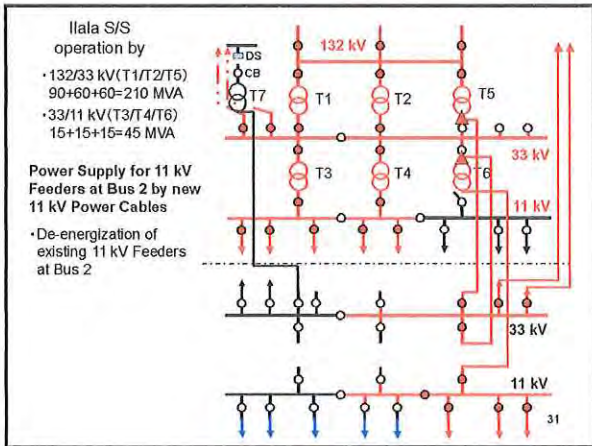 Ilala S/S
operation by
・132/33 kV(T1/T2/T5)
90+60+60=210 MVA
・33/11 kV(T3/T4/T6)
15+15+15=45 MVA
Power Supply for 11 kV
Feeders at Bus 2 by new
11 kV Power Cables
・De-energization of
existing 11 kV Feeders
at Bus 2
DS
CB
T7
132 kV
T1
T2
T5
33 kV
T3
T4
T6
11 kV
33 kV
11 kV
31